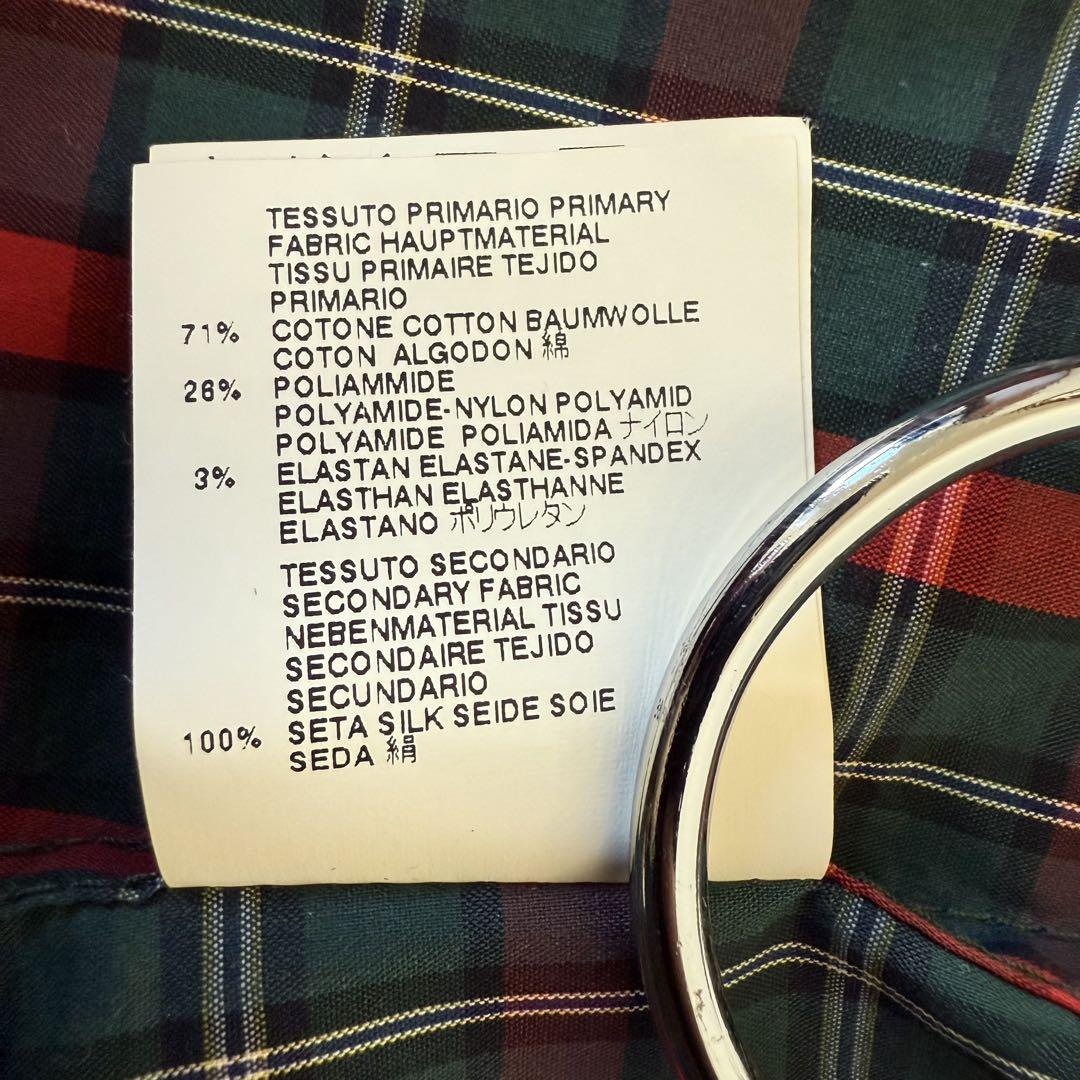 TESSUTO PRIMARIO PRIMARY
FABRIC HAUPTMATERIAL
TISSU PRIMAIRE TEJIDO
PRIMARIO
71% COTONE COTTON BAUMWOLLE
COTON ALGODON 綿
26% POLIAMMIDE
POLYAMIDE-NYLON POLYAMID
POLYAMIDE POLIAMIDA ナイロン
3% ELASTAN ELASTANE-SPANDEX
ELASTHAN ELASTHANNE
ELASTANO ポリウレタン
TESSUTO SECONDARIO
SECONDARY FABRIC
NEBENMATERIAL TISSU
SECONDAIRE TEJIDO
SECUNDARIO
100% SETA SILK SEIDE SOIE
SEDA 絹